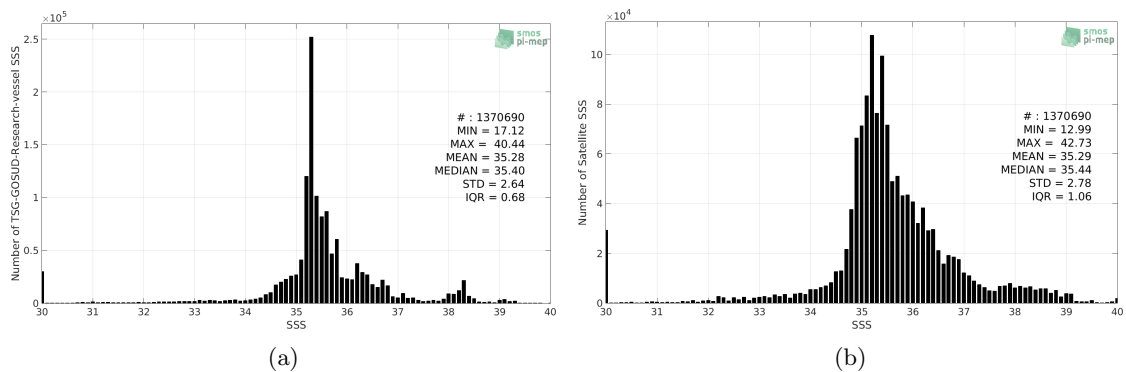 ×10⁵
2.5
2
1.5
1
0.5
0
Number of TSG-GOSUD-Research-vessel SSS
smos
pi-mep
# : 1370690
MIN = 17.12
MAX = 40.44
MEAN = 35.28
MEDIAN = 35.40
STD = 2.64
IQR = 0.68
30 31 32 33 34 35 36 37 38 39 40
SSS
(a)
×10⁴
10
8
6
4
2
0
Number of Satellite SSS
smos
pi-mep
# : 1370690
MIN = 12.99
MAX = 42.73
MEAN = 35.29
MEDIAN = 35.44
STD = 2.78
IQR = 1.06
30 31 32 33 34 35 36 37 38 39 40
SSS
(b)